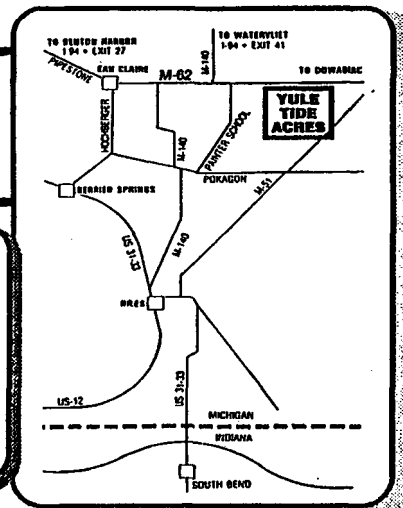 TO BENTON HARBOR
I-94 • EXIT 27
TO WATERVLIET
I-94 • EXIT 41
PIPESTONE
EAU CLAIRE
M-62
M-140
TO DOWAGIAC
YULE
TIDE
ACRES
HOCHBERGER
M-140
PAINTER SCHOOL
POKAGON
M-51
BERRIEN SPRINGS
US 31-33
M-140
NILES
US-12
US 31-33
MICHIGAN
INDIANA
SOUTH BEND